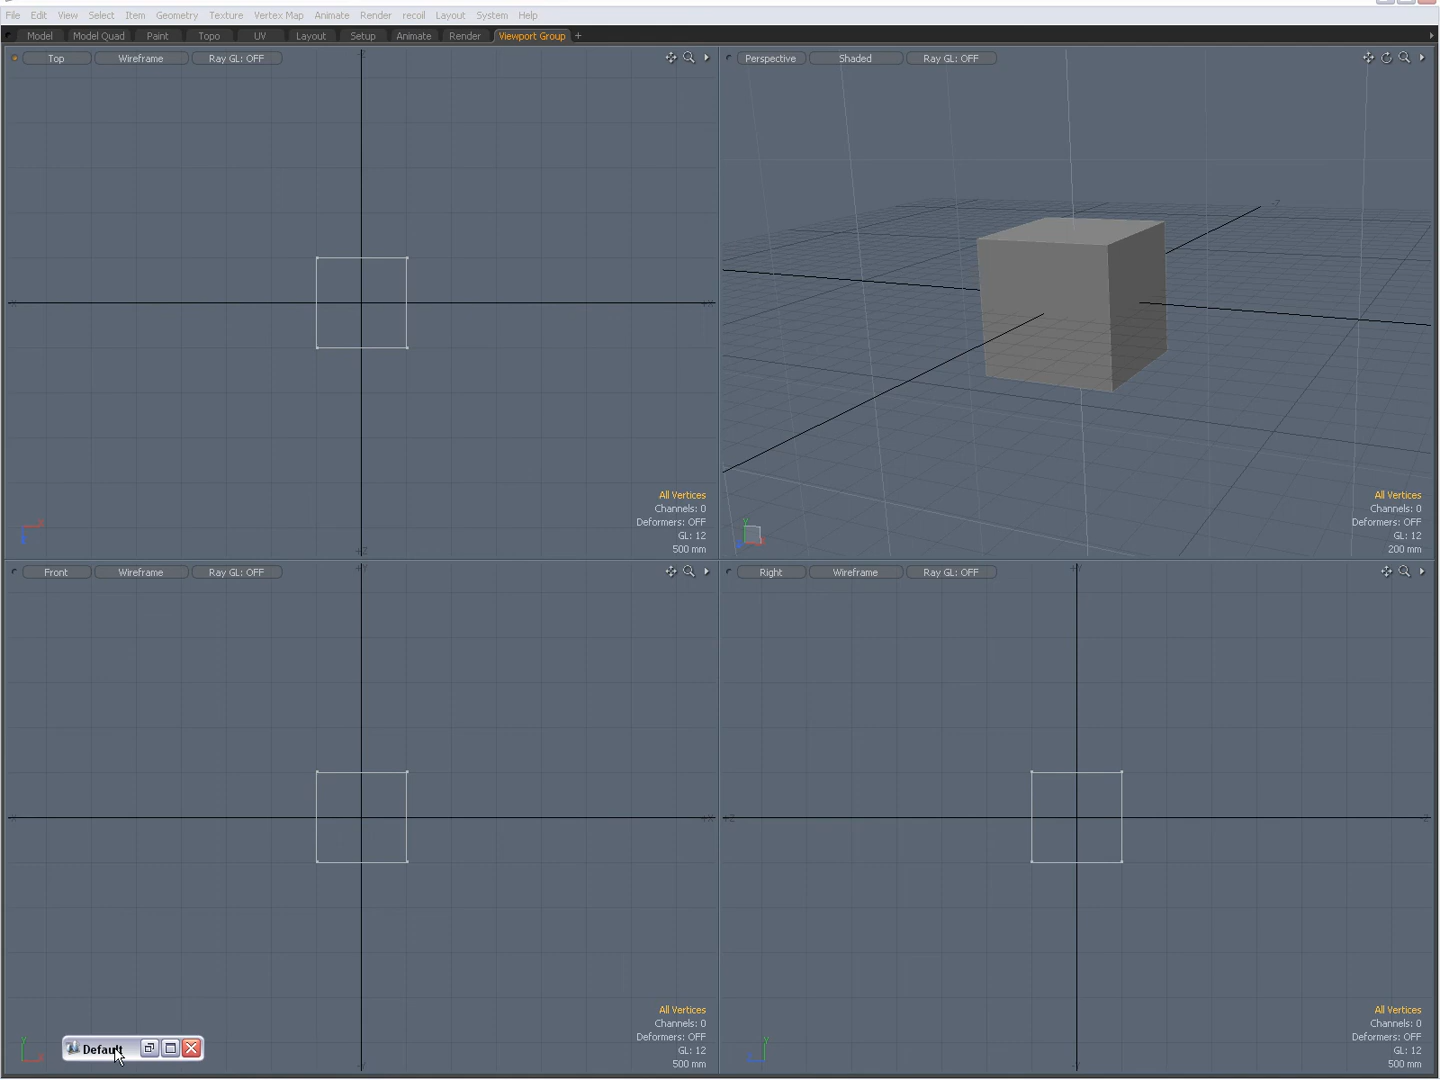 File Edit View Select Item Geometry Texture Vertex Map Animate Render recoil Layout System Help
Model Model Quad Paint Topo UV Layout Setup Animate Render Viewport Group +
Top Wireframe Ray GL: OFF
Perspective Shaded Ray GL: OFF
All Vertices
Channels: 0
Deformers: OFF
GL: 12
500 mm
All Vertices
Channels: 0
Deformers: OFF
GL: 12
200 mm
Front Wireframe Ray GL: OFF
Right Wireframe Ray GL: OFF
All Vertices
Channels: 0
Deformers: OFF
GL: 12
500 mm
All Vertices
Channels: 0
Deformers: OFF
GL: 12
500 mm
Default